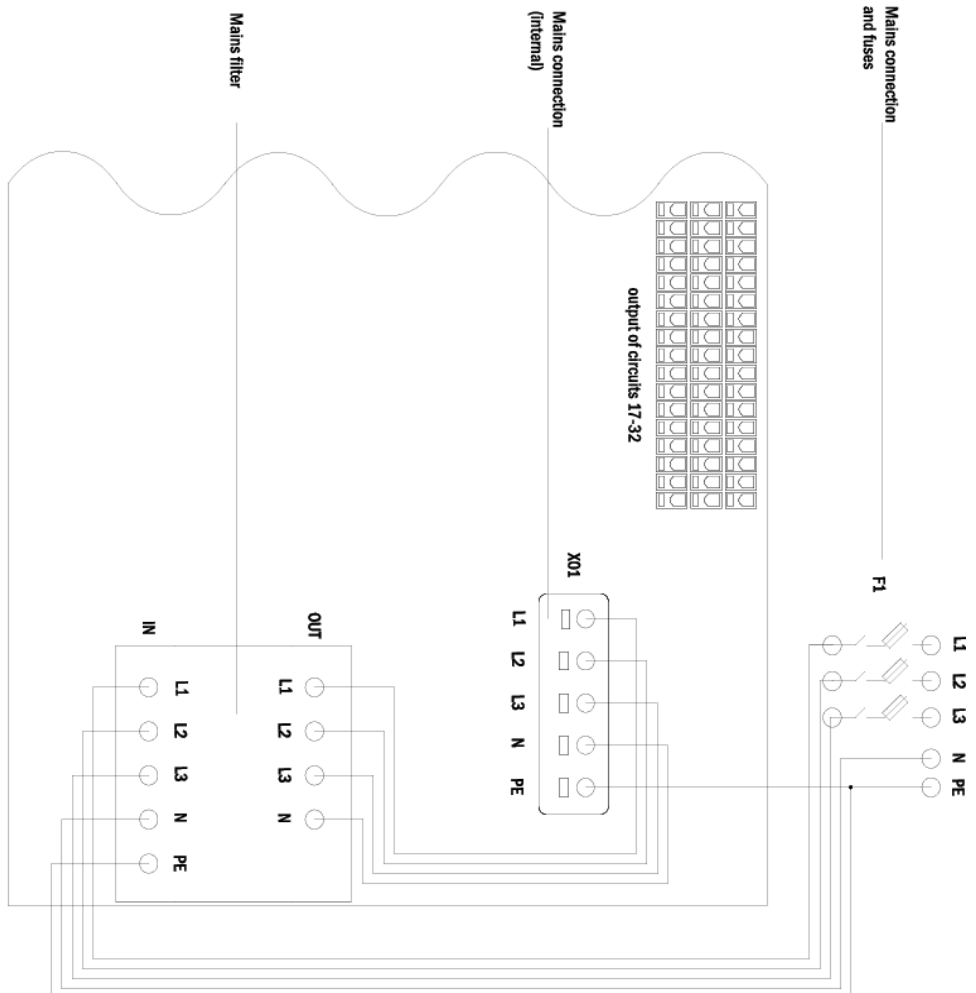 Mains filter
Mains connection
(internal)
Mains connection
and fuses
output of circuits 17-32
X01
F1
L1
L2
L3
N
PE
IN
OUT
L1
L2
L3
N
PE
L1
L2
L3
N
L1
L2
L3
N
PE